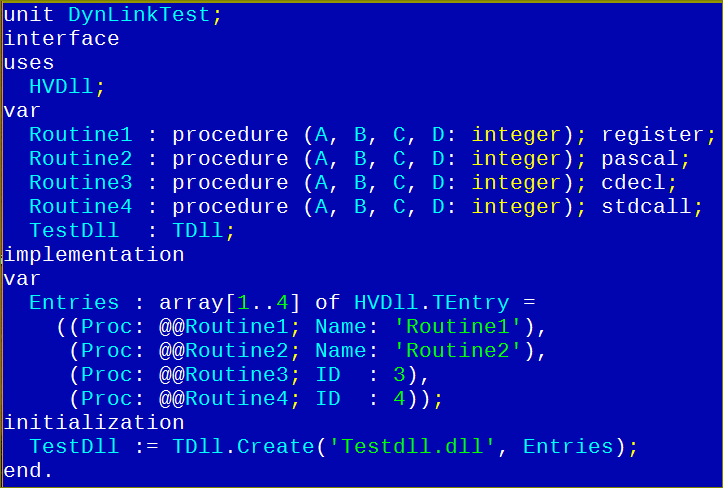 unit DynLinkTest;
interface
uses
  HVDll;
var
  Routine1 : procedure (A, B, C, D: integer); register;
  Routine2 : procedure (A, B, C, D: integer); pascal;
  Routine3 : procedure (A, B, C, D: integer); cdecl;
  Routine4 : procedure (A, B, C, D: integer); stdcall;
  TestDll  : TDll;
implementation
var
  Entries : array[1..4] of HVDll.TEntry =
    ((Proc: @@Routine1; Name: 'Routine1'),
     (Proc: @@Routine2; Name: 'Routine2'),
     (Proc: @@Routine3; ID  : 3),
     (Proc: @@Routine4; ID  : 4));
initialization
  TestDll := TDll.Create('Testdll.dll', Entries);
end.